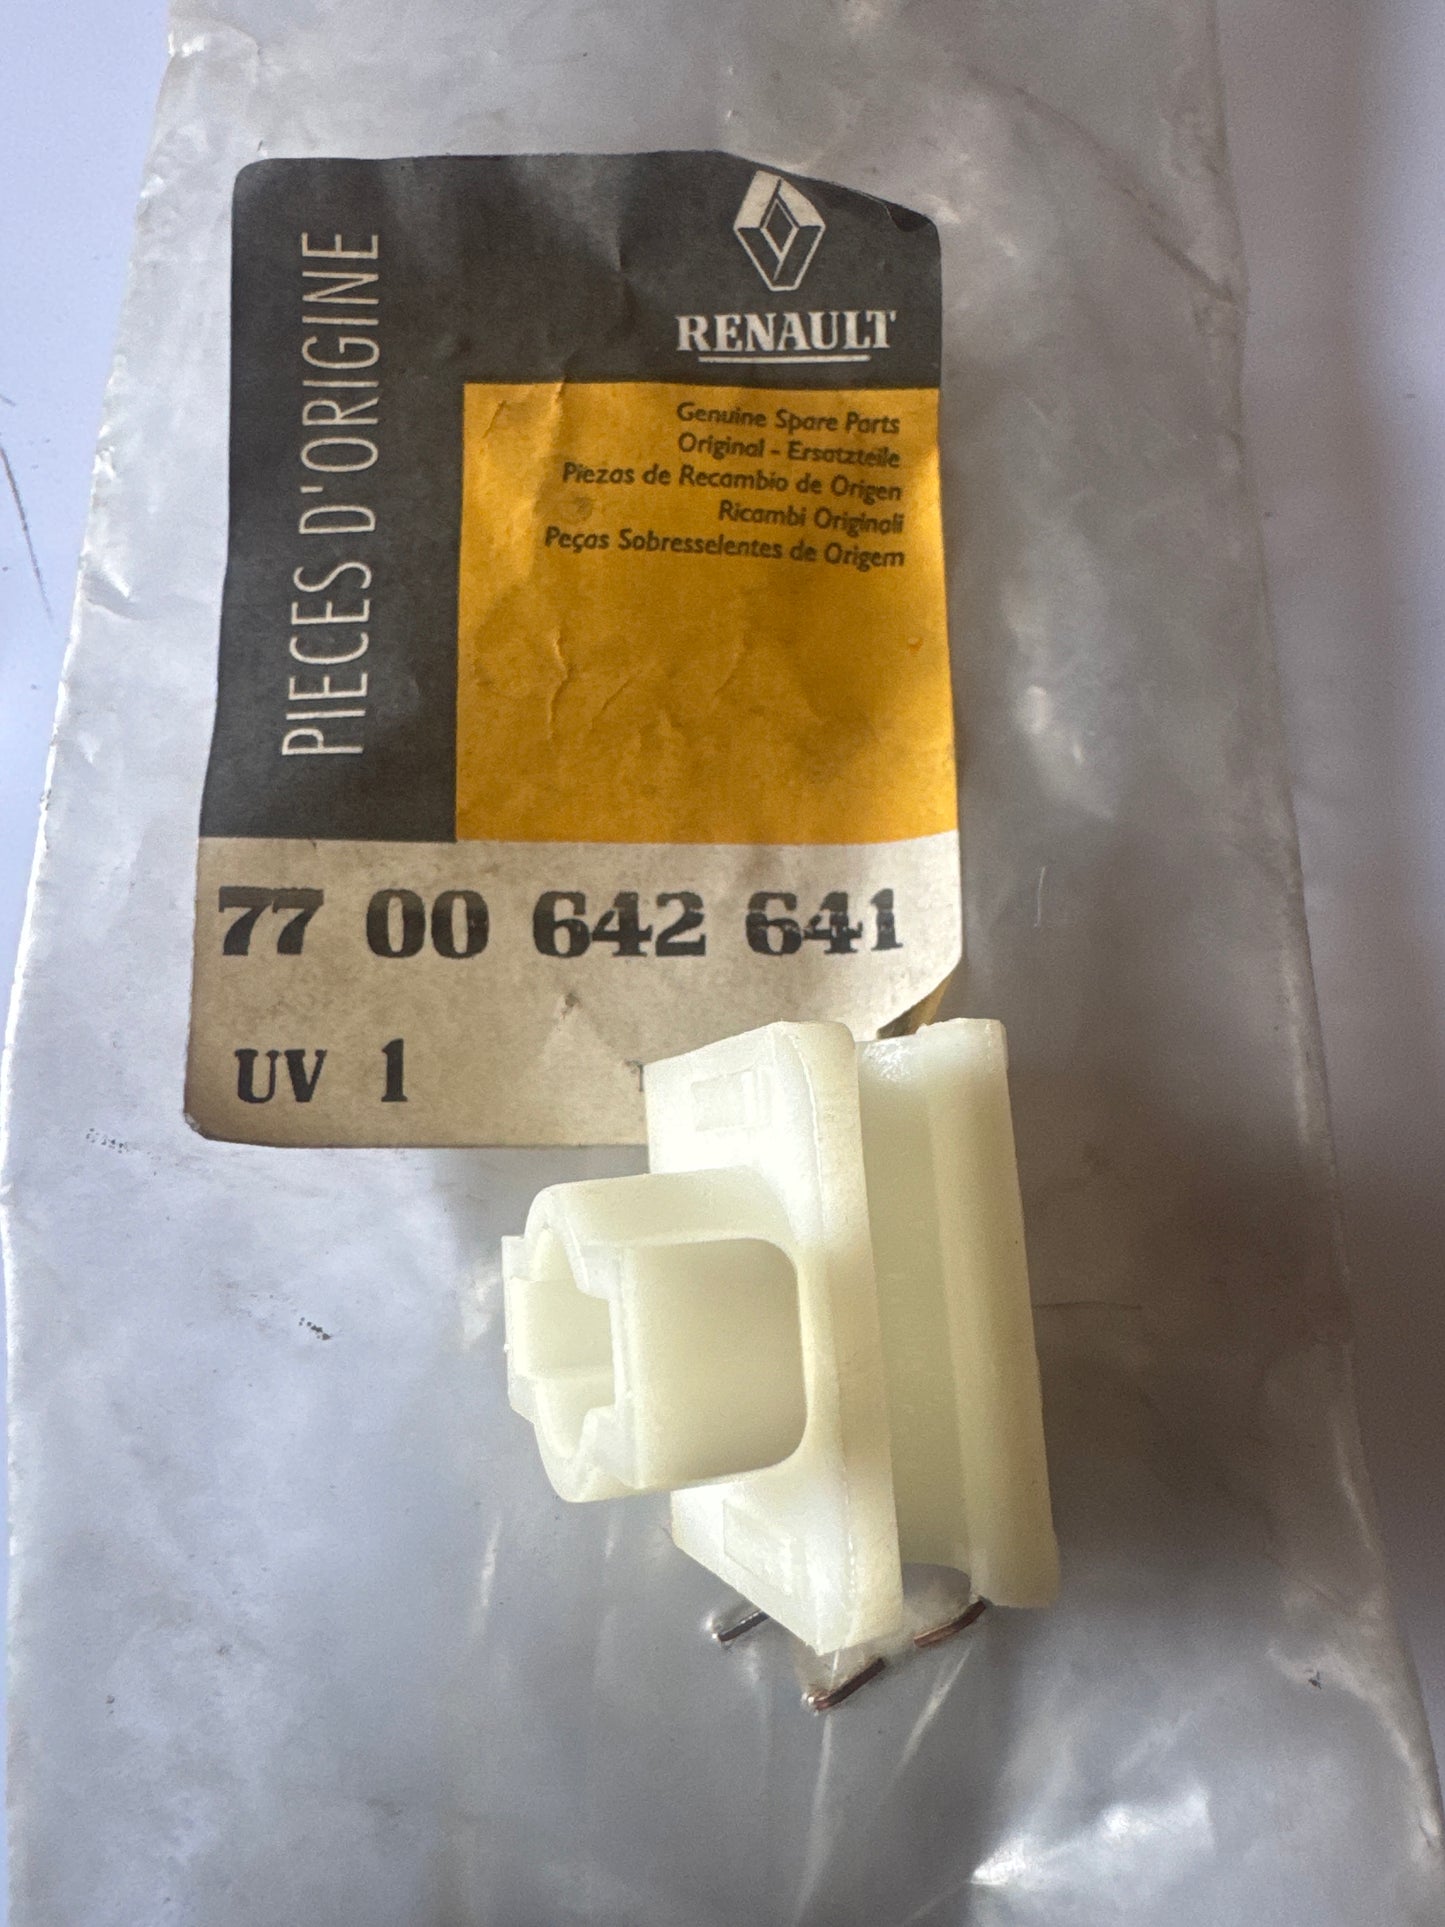 PIECES D'ORIGINE
RENAULT
Genuine Spare Parts
Original - Ersatzteile
Piezas de Recambio de Origen
Ricambi Originali
Peças Sobresselentes de Origem
77 00 642 641
UV 1